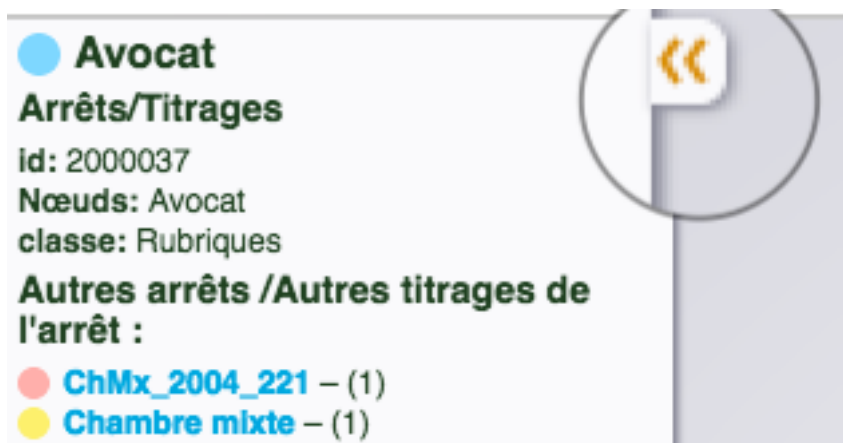 Avocat
Arrêts/Titrages
id: 2000037
Nœuds: Avocat
classe: Rubriques
Autres arrêts /Autres titrages de
l'arrêt :
ChMx_2004_221 – (1)
Chambre mixte – (1)